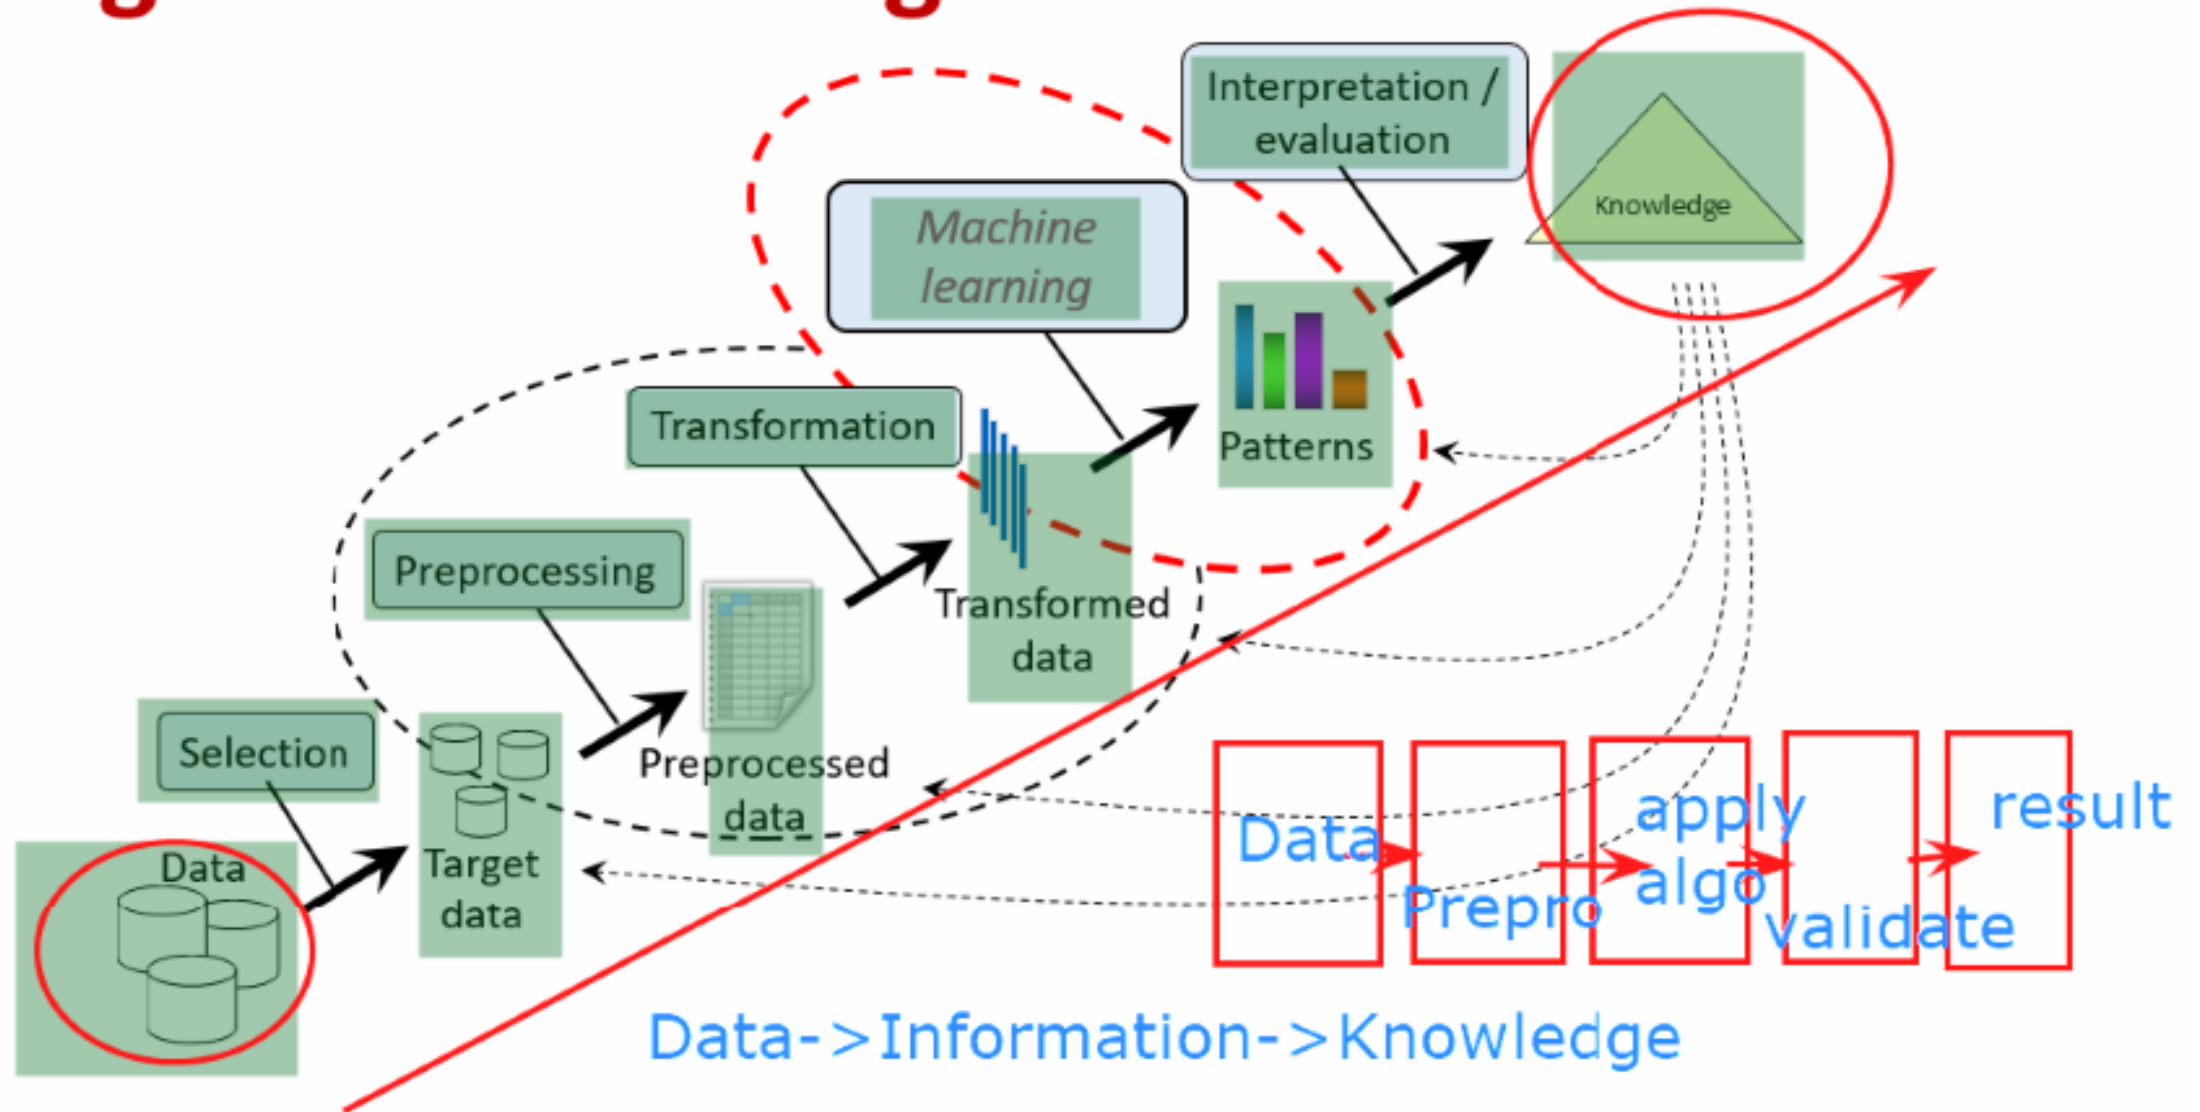 Interpretation /
evaluation
Knowledge
Machine
learning
Transformation
Patterns
Preprocessing
Transformed
data
Selection
Preprocessed
data
Data
Target
data
Data
Prepro
apply
algo
validate
result
Data->Information->Knowledge